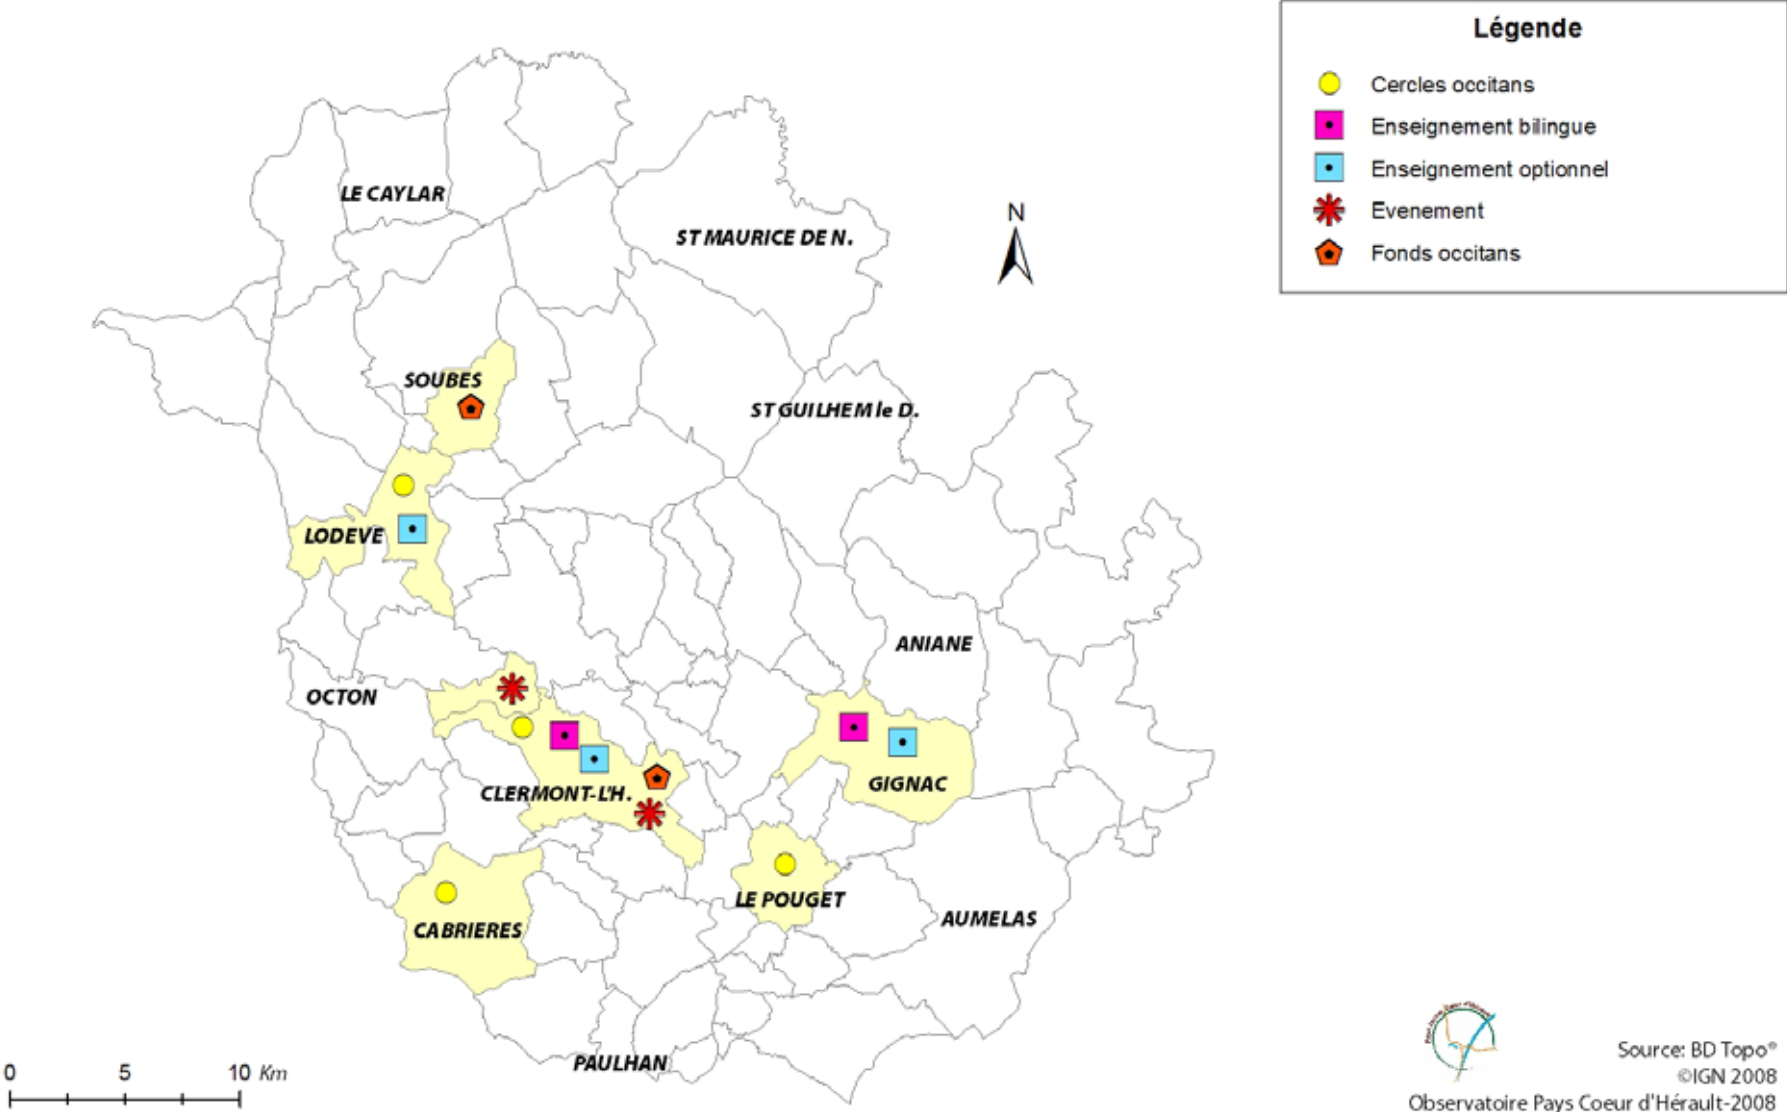 Légende
Cercles occitans
Enseignement bilingue
Enseignement optionnel
Evenement
Fonds occitans
N
LE CAYLAR
ST MAURICE DE N.
SOUBES
ST GUILHEM le D.
LODEVE
ANIANE
OCTON
GIGNAC
CLERMONT-L'H.
LE POUGET
CABRIERES
AUMELAS
PAULHAN
0 5 10 Km
Source: BD Topo®
©IGN 2008
Observatoire Pays Coeur d'Hérault-2008